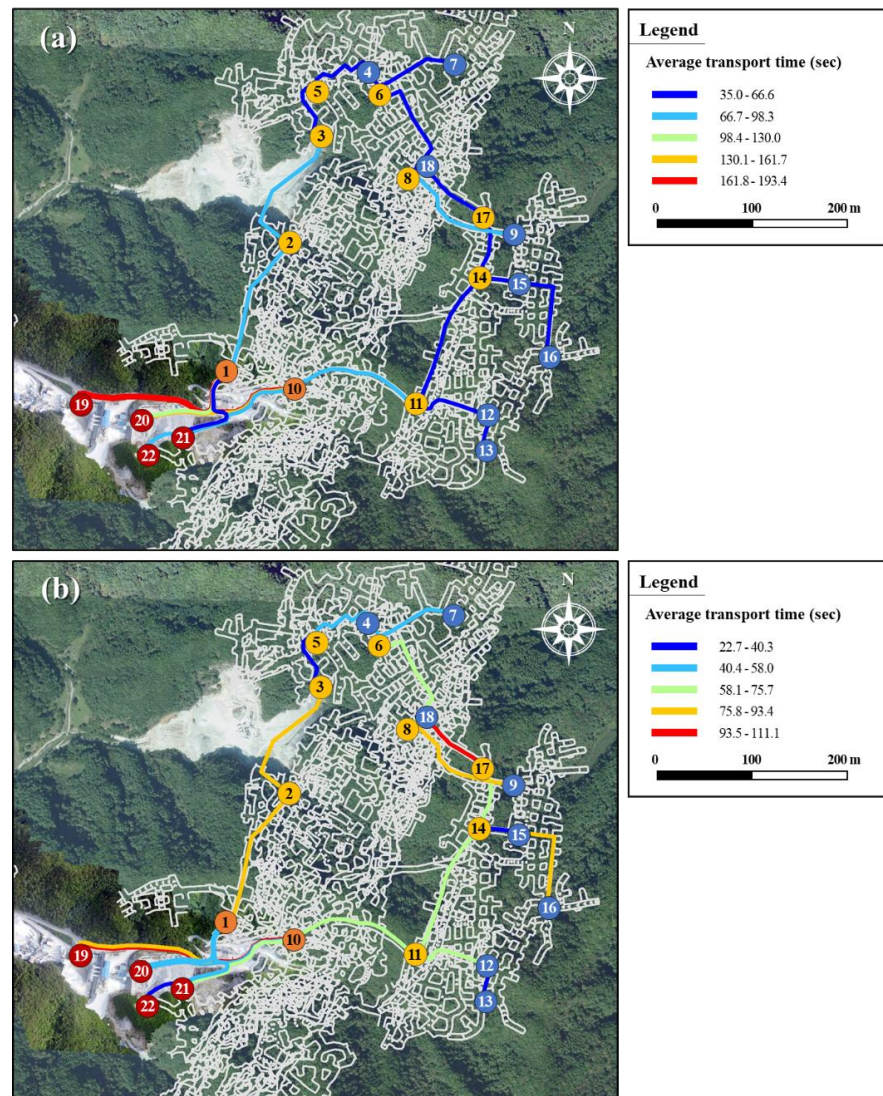 (a)
N
7
4
5
6
3
18
8
17
9
2
14
15
16
1
10
19
11
20
12
21
22
13
Legend
Average transport time (sec)
35.0 - 66.6
66.7 - 98.3
98.4 - 130.0
130.1 - 161.7
161.8 - 193.4
0 100 200 m
(b)
N
7
4
5
6
3
18
8
17
9
2
14
15
16
1
10
19
11
20
12
21
22
13
Legend
Average transport time (sec)
22.7 - 40.3
40.4 - 58.0
58.1 - 75.7
75.8 - 93.4
93.5 - 111.1
0 100 200 m